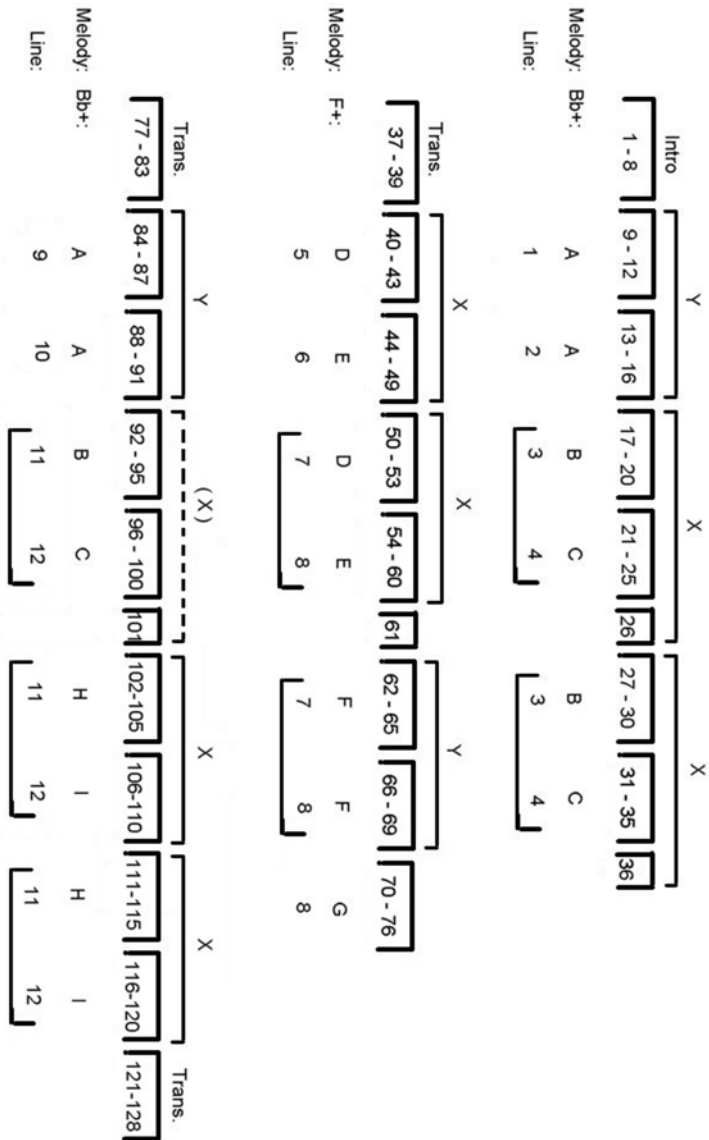 Intro Y X X
1 - 8 9 - 12 13 - 16 17 - 20 21 - 25 26 27 - 30 31 - 35 36
Melody: Bb+: A A B C B C
Line: 1 2 3 4 3 4
Trans. X X Y
37 - 39 40 - 43 44 - 49 50 - 53 54 - 60 61 62 - 65 66 - 69 70 - 76
Melody: F+: D E D E F F G
Line: 5 6 7 8 7 8 8
Trans. Y (X) X X Trans.
77 - 83 84 - 87 88 - 91 92 - 95 96 - 100 101 102-105 106-110 111-115 116-120 121-128
Melody: Bb+: A A B C H I H I
Line: 9 10 11 12 11 12 11 12